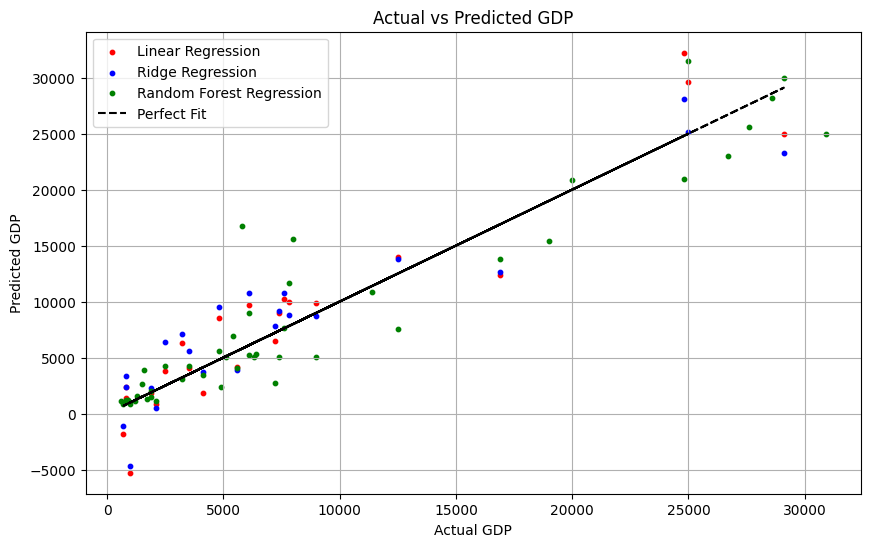 Actual vs Predicted GDP
Linear Regression
Ridge Regression
Random Forest Regression
Perfect Fit
Predicted GDP
30000
25000
20000
15000
10000
5000
0
−5000
0
5000
10000
15000
20000
25000
30000
Actual GDP